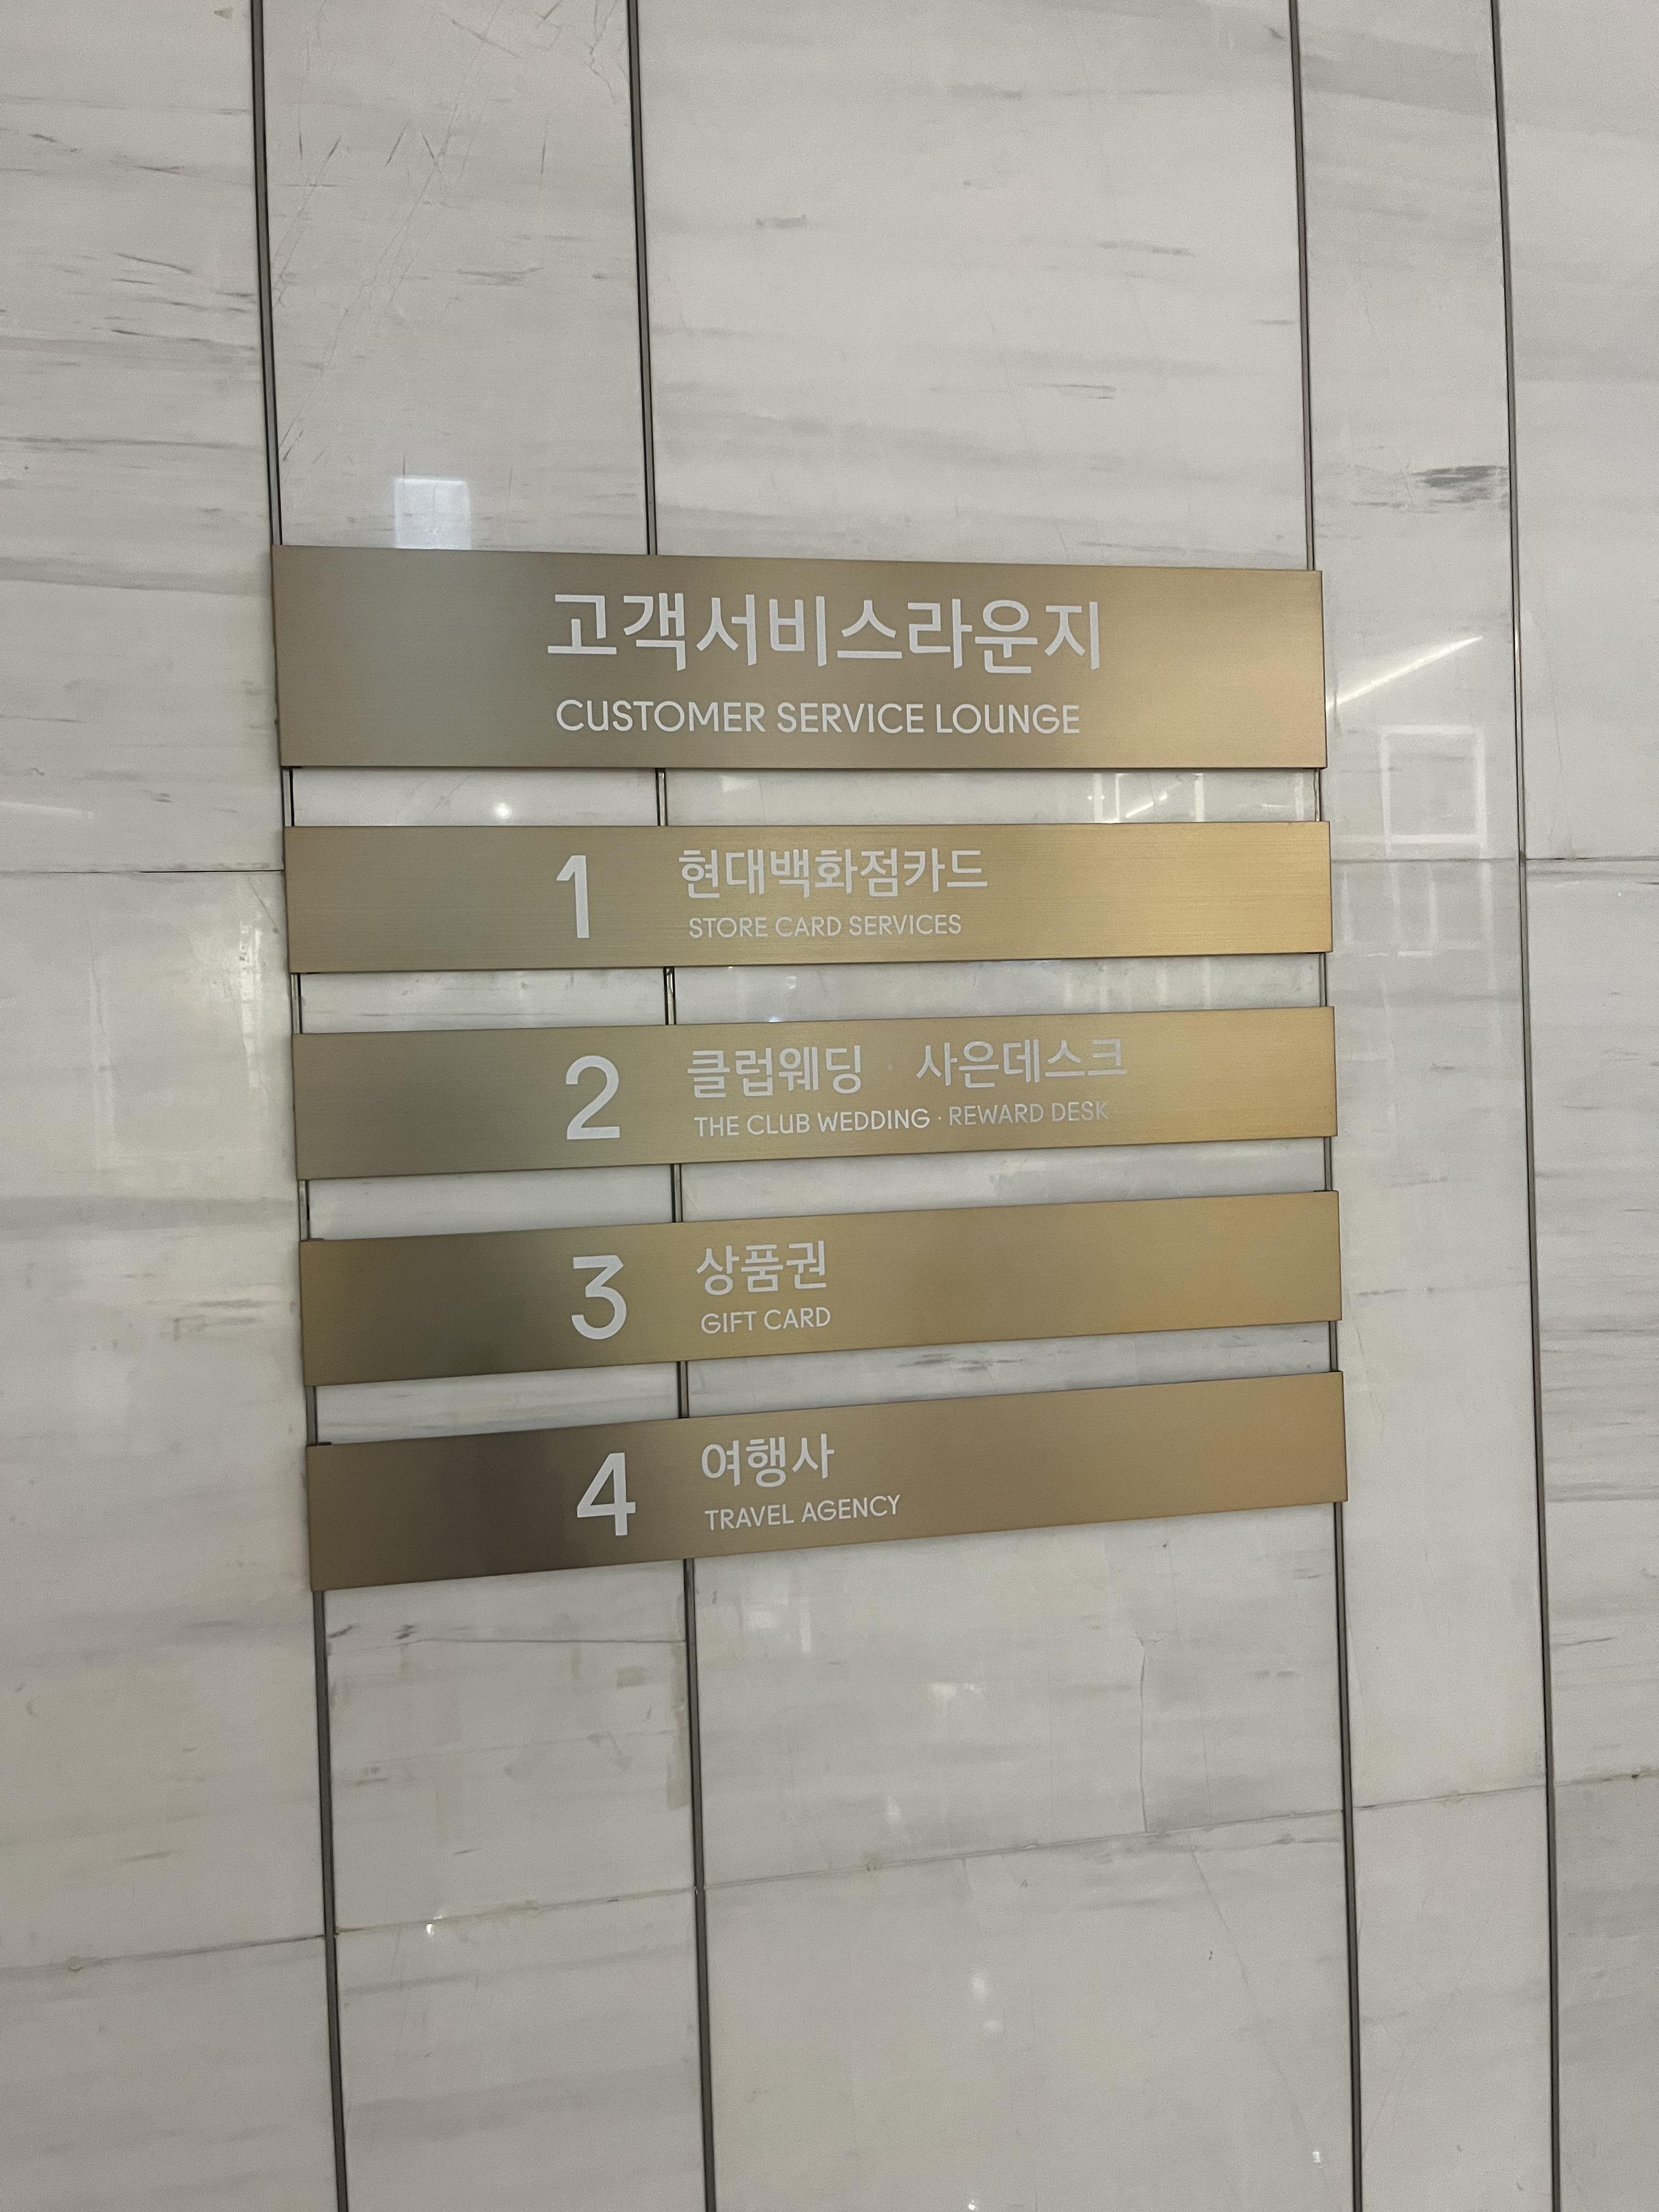 고객서비스라운지
CUSTOMER SERVICE LOUNGE
1 현대백화점카드
STORE CARD SERVICES
2 클럽웨딩 · 사은데스크
THE CLUB WEDDING · REWARD DESK
3 상품권
GIFT CARD
4 여행사
TRAVEL AGENCY